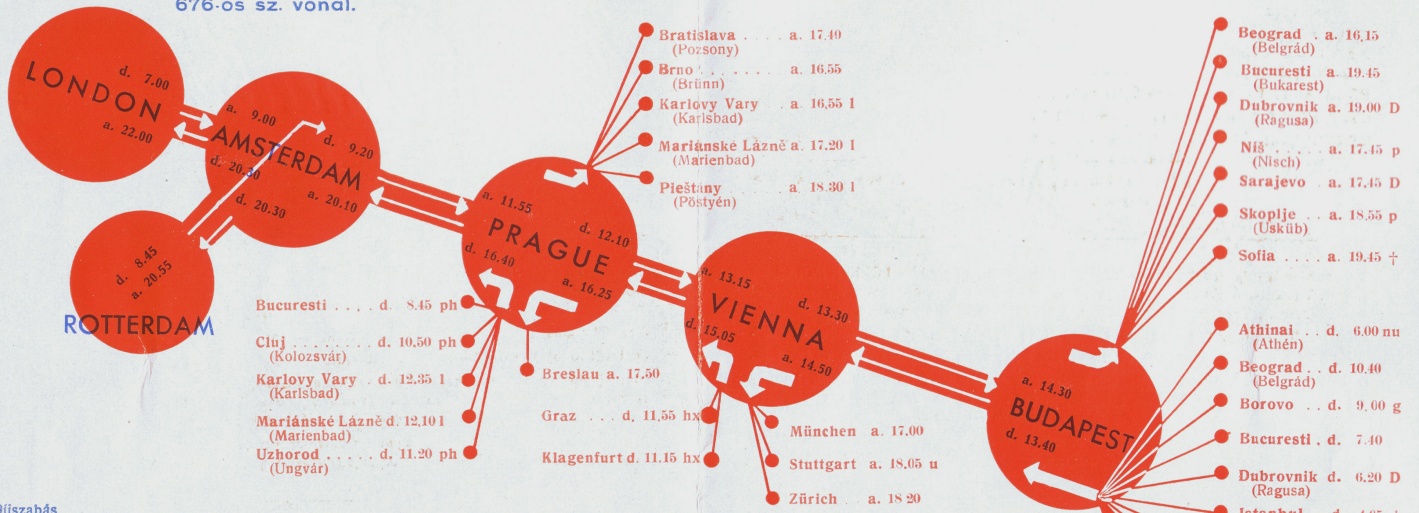 676-os sz. vonal.
LONDON
d. 7.00
a. 22.00
AMSTERDAM
a. 9.00
d. 9.20
d. 20.30
a. 20.10
d. 20.30
ROTTERDAM
d. 8.45
a. 20.55
PRAGUE
a. 11.55
d. 12.10
d. 16.40
a. 16.25
Bratislava . . . . a. 17.40
(Pozsony)
Brno . . . . . . . a. 16.55
(Brünn)
Karlovy Vary . a. 16,55 l
(Karlsbad)
Mariánské Lázně a. 17.20 l
(Marienbad)
Pieštany . . . a. 18.30 l
(Pöstyén)
Bucuresti . . . . d. 8.45 ph
Cluj . . . . . . . . d. 10,50 ph
(Kolozsvár)
Karlovy Vary . d. 12.35 l
(Karlsbad)
Mariánské Lázně d. 12,10 l
(Marienbad)
Uzhorod . . . . . d. 11.20 ph
(Ungvár)
Breslau a. 17.50
VIENNA
a. 13.15
d. 13.30
d. 15.05
a. 14.50
Graz . . . d, 11,55 hx
Klagenfurt d. 11.15 hx
München a. 17.00
Stuttgart a. 18.05 u
Zürich . . a. 18 20
BUDAPEST
a. 14.30
d. 13.40
Beograd . a. 16,15
(Belgrád)
Bucuresti a. 19.45
(Bukarest)
Dubrovnik a. 19.00 D
(Ragusa)
Niš . . . . . a. 17.45 p
(Nisch)
Sarajevo . a. 17.45 D
Skoplje . . a. 18,55 p
(Usküb)
Sofia . . . . a. 19.45 †
Athinai . . d. 6.00 nu
(Athén)
Beograd . d. 10.40
(Belgrád)
Borovo . . d. 9,00 g
Bucuresti . d. 7.40
Dubrovnik d. 6.20 D
(Ragusa)